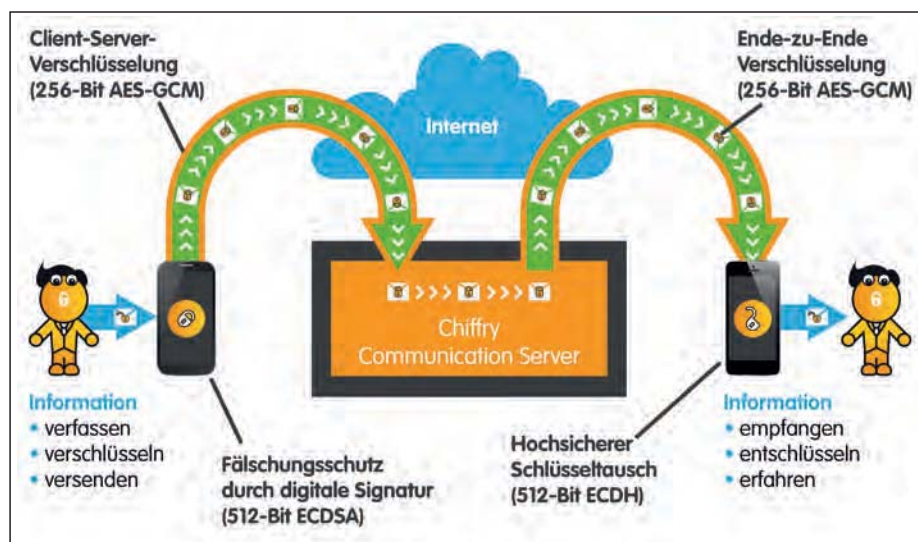 Client-Server-
Verschlüsselung
(256-Bit AES-GCM)
Ende-zu-Ende
Verschlüsselung
(256-Bit AES-GCM)
Internet
Chiffry
Communication Server
Information
• verfassen
• verschlüsseln
• versenden
Fälschungsschutz
durch digitale Signatur
(512-Bit ECDSA)
Hochsicherer
Schlüsseltausch
(512-Bit ECDH)
Information
• empfangen
• entschlüsseln
• erfahren